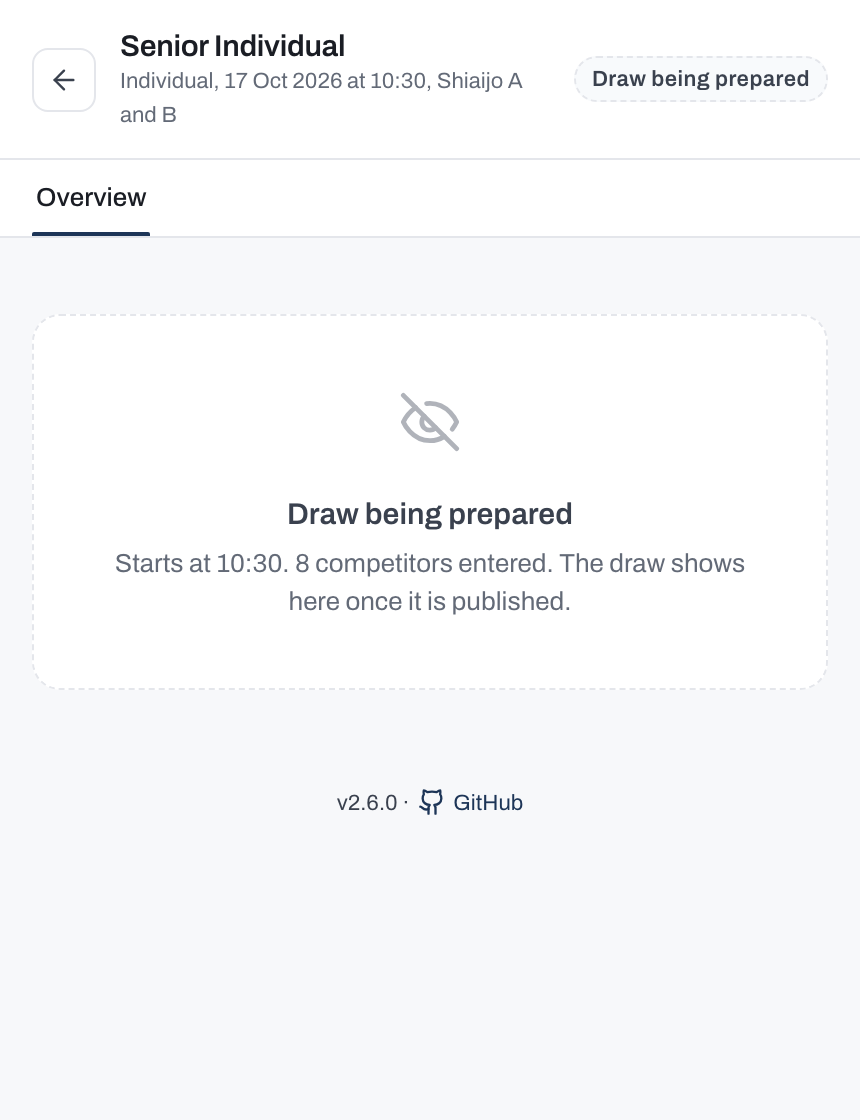 Senior Individual
Individual, 17 Oct 2026 at 10:30, Shiaijo A
and B
Draw being prepared
Overview
Draw being prepared
Starts at 10:30. 8 competitors entered. The draw shows
here once it is published.
v2.6.0 · GitHub